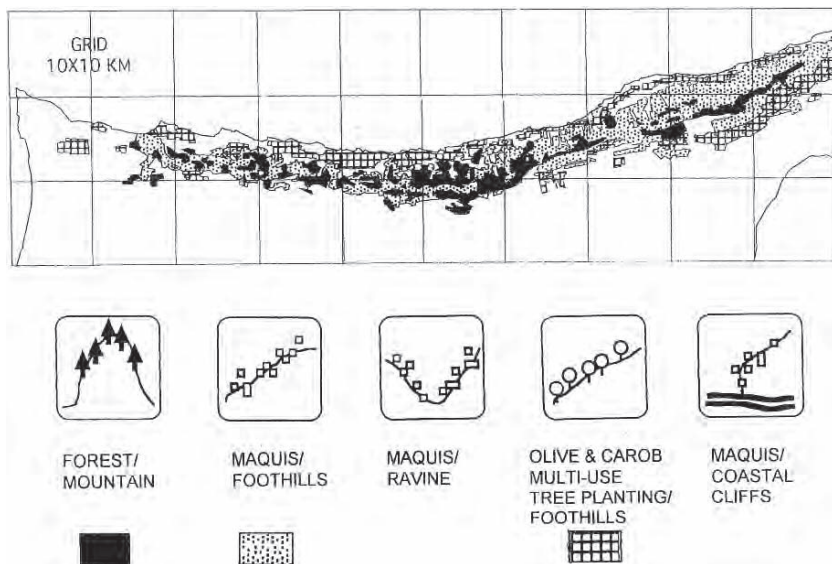 GRID
10X10 KM
FOREST/
MOUNTAIN
MAQUIS/
FOOTHILLS
MAQUIS/
RAVINE
OLIVE & CAROB
MULTI-USE
TREE PLANTING/
FOOTHILLS
MAQUIS/
COASTAL
CLIFFS